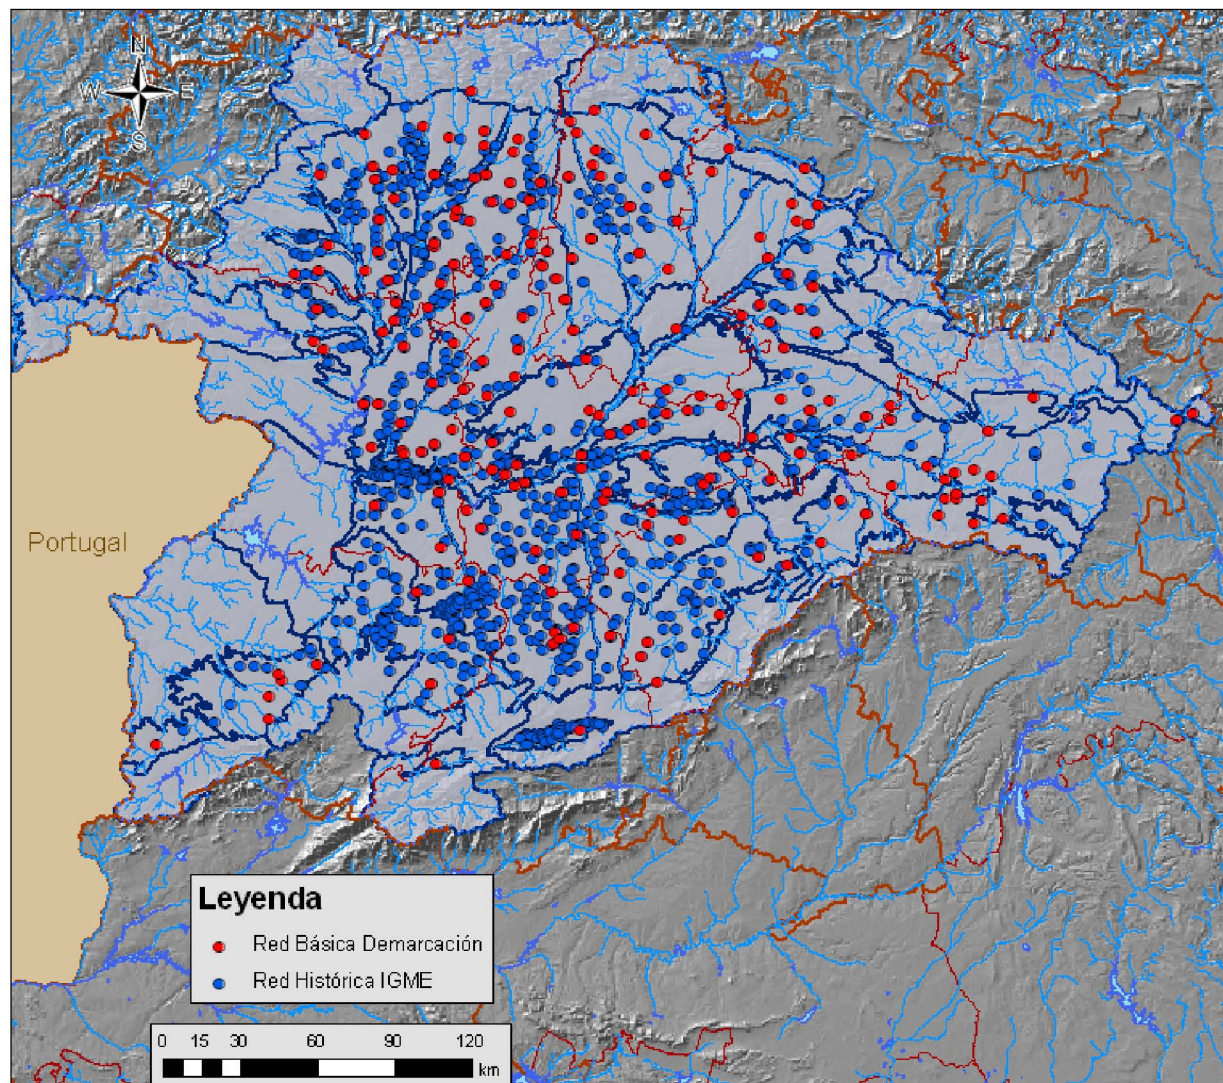 N
W E
S
Portugal
Leyenda
Red Básica Demarcación
Red Histórica IGME
0 15 30 60 90 120
km